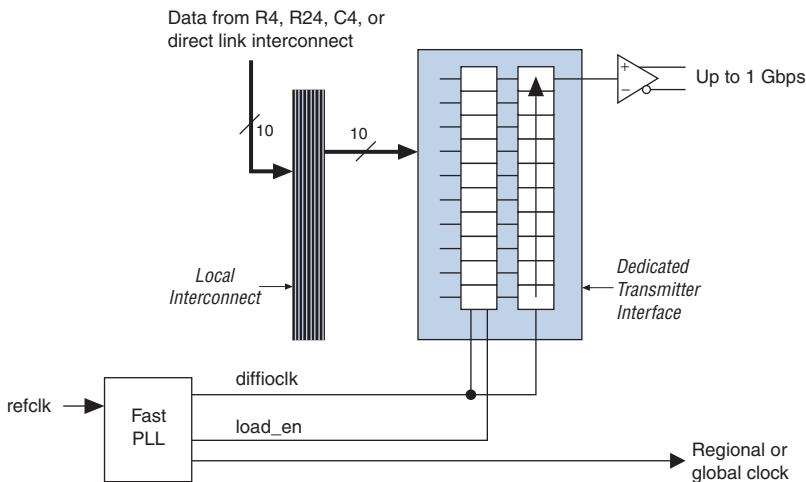 Data from R4, R24, C4, or
direct link interconnect
10
10
+
−
Up to 1 Gbps
Local
Interconnect
Dedicated
Transmitter
Interface
diffioclk
refclk
Fast
PLL
load_en
Regional or
global clock